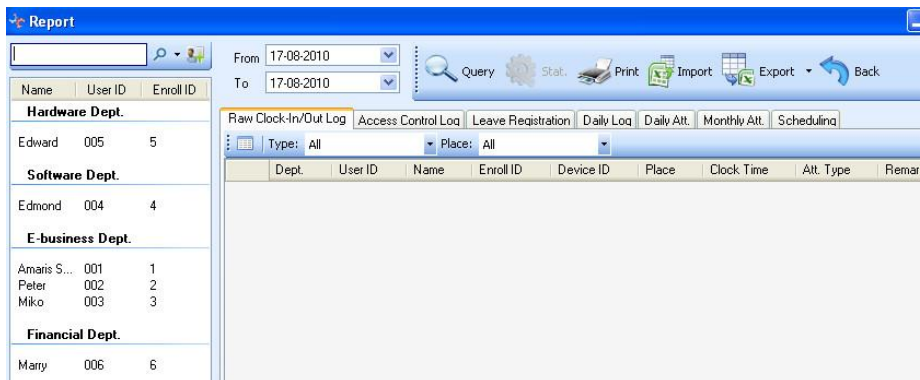 Report
From 17-08-2010
To 17-08-2010
Query Stat. Print Import Export Back
Name User ID Enroll ID
Hardware Dept.
Edward 005 5
Software Dept.
Edmond 004 4
E-business Dept.
Amaris S... 001 1
Peter 002 2
Miko 003 3
Financial Dept.
Marry 006 6
Raw Clock-In/Out Log Access Control Log Leave Registration Daily Log Daily Att. Monthly Att. Scheduling
Type: All Place: All
Dept. User ID Name Enroll ID Device ID Place Clock Time Att. Type Remar